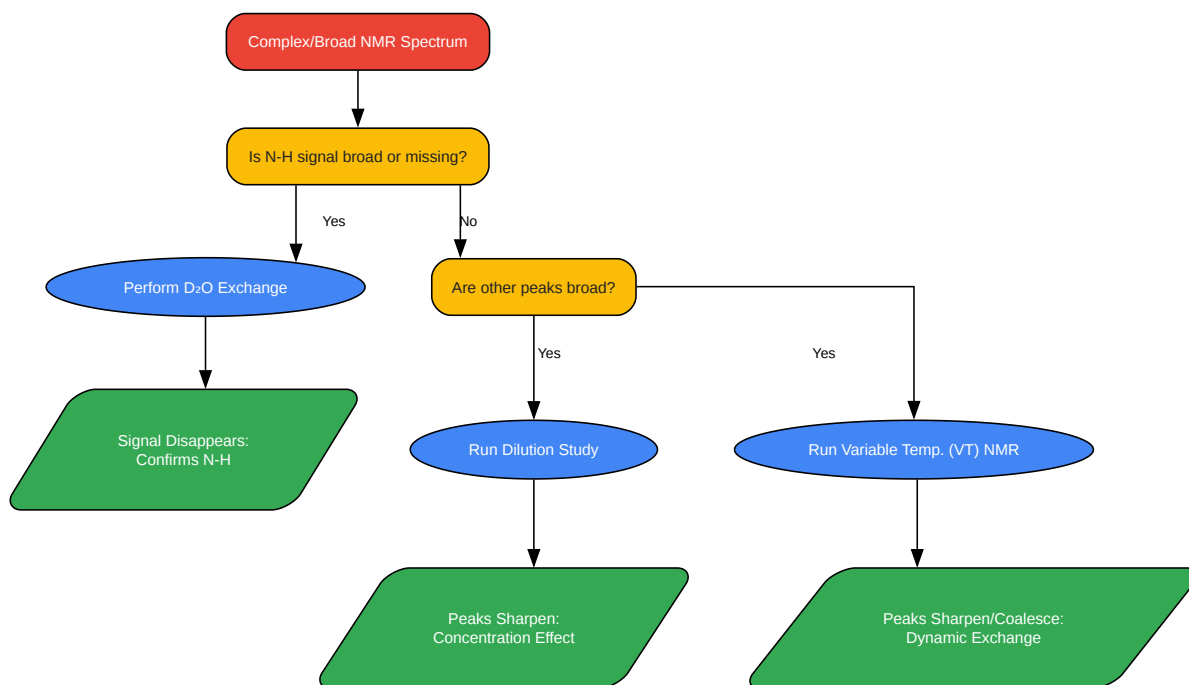 Complex/Broad NMR Spectrum
Is N-H signal broad or missing?
Yes
No
Perform D₂O Exchange
Are other peaks broad?
Yes
Yes
Signal Disappears:
Confirms N-H
Run Dilution Study
Run Variable Temp. (VT) NMR
Peaks Sharpen:
Concentration Effect
Peaks Sharpen/Coalesce:
Dynamic Exchange